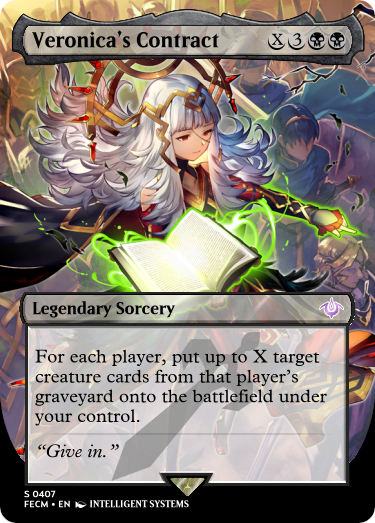 Veronica's Contract X3
Legendary Sorcery
For each player, put up to X target
creature cards from that player's
graveyard onto the battlefield under
your control.
“Give in.”
S 0407
FECM • EN INTELLIGENT SYSTEMS